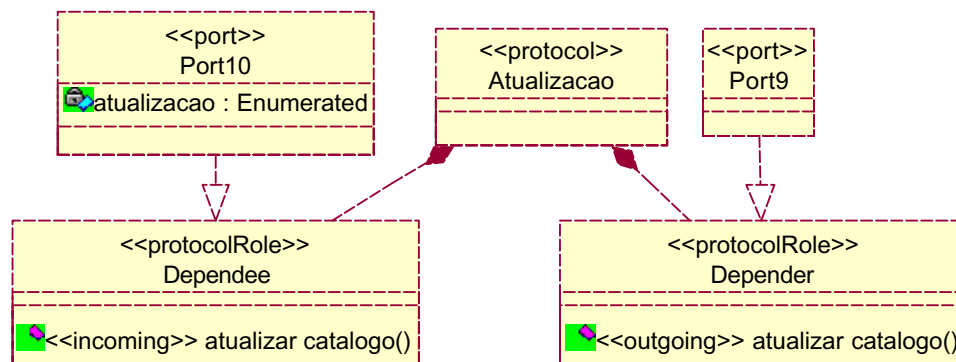 <<port>>
Port10
atualizacao : Enumerated
<<protocol>>
Atualizacao
<<port>>
Port9
<<protocolRole>>
Dependee
<<incoming>> atualizar catalogo()
<<protocolRole>>
Depender
<<outgoing>> atualizar catalogo()